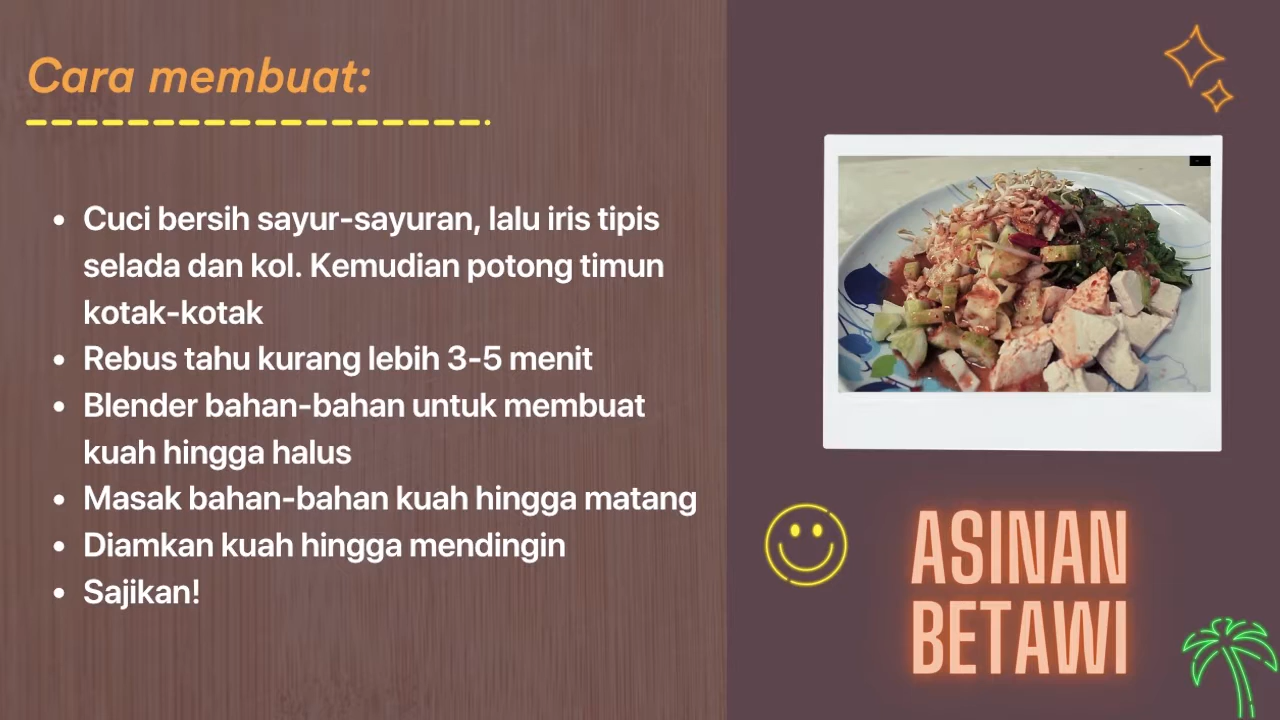 Cara membuat:
Cuci bersih sayur-sayuran, lalu iris tipis
selada dan kol. Kemudian potong timun
kotak-kotak
Rebus tahu kurang lebih 3-5 menit
Blender bahan-bahan untuk membuat
kuah hingga halus
Masak bahan-bahan kuah hingga matang
Diamkan kuah hingga mendingin
Sajikan!
ASINAN
BETAWI